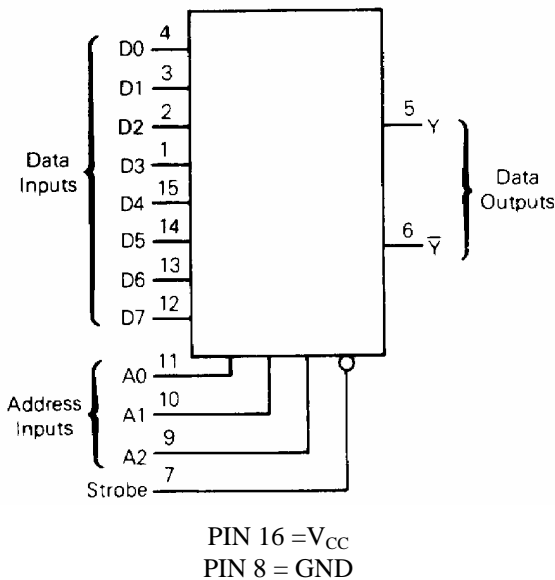 D0 4
D1 3
D2 2
D3 1
D4 15
D5 14
D6 13
D7 12
Data
Inputs
5 Y
6 Y̅
Data
Outputs
A0 11
A1 10
A2 9
Address
Inputs
Strobe 7
PIN 16 =VCC
PIN 8 = GND